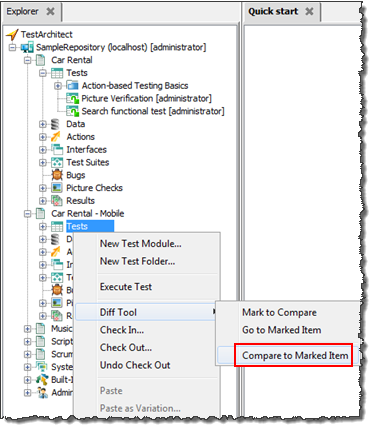 Explorer
Quick start
TestArchitect
SampleRepository (localhost) [administrator]
Car Rental
Tests
Action-based Testing Basics
Picture Verification [administrator]
Search functional test [administrator]
Data
Actions
Interfaces
Test Suites
Bugs
Picture Checks
Results
Car Rental - Mobile
Tests
D
A
In
Te
B
Pi
R
Music
Script
Scrum
System
Built-I
Admin
New Test Module...
New Test Folder...
Execute Test
Diff Tool
Check In...
Check Out...
Undo Check Out
Paste
Paste as Variation...
Mark to Compare
Go to Marked Item
Compare to Marked Item